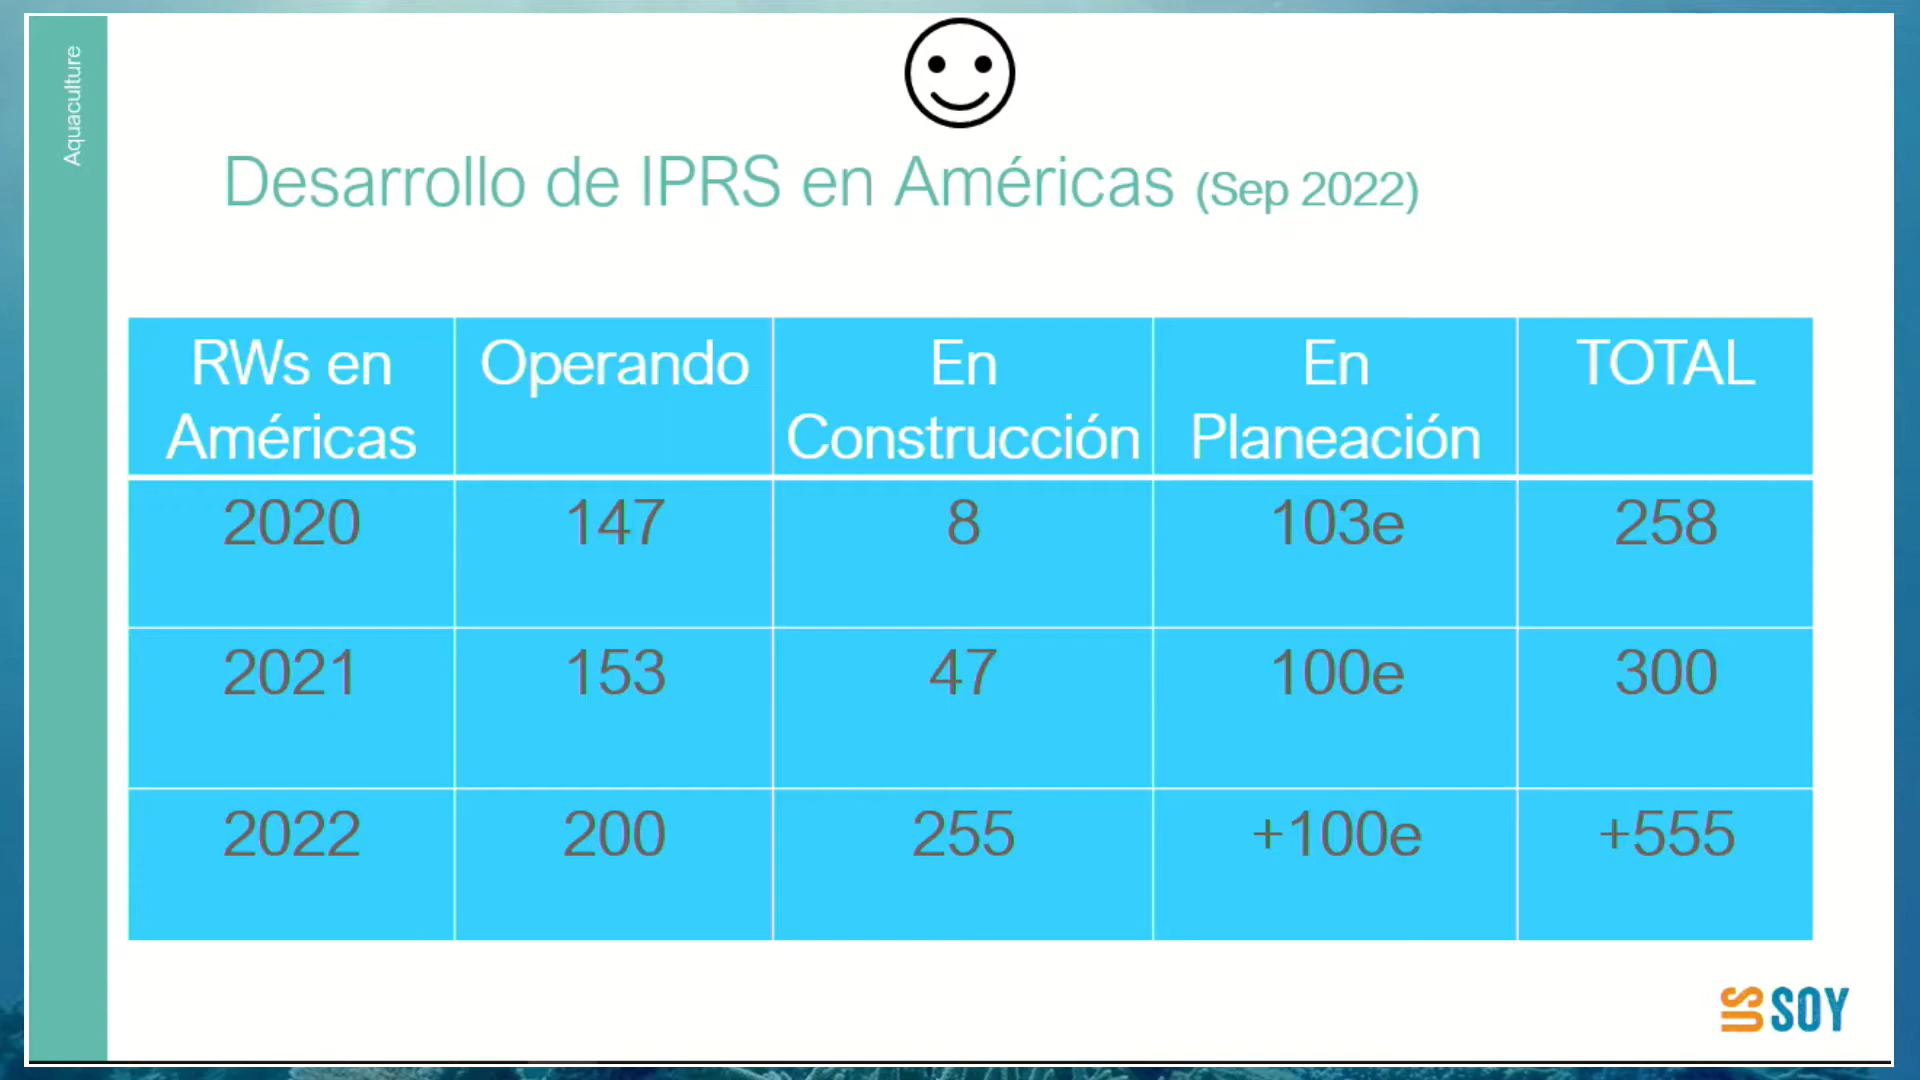 Aquaculture
Desarrollo de IPRS en Américas (Sep 2022)
RWs en Américas Operando En Construcción En Planeación TOTAL
2020 147 8 103e 258
2021 153 47 100e 300
2022 200 255 +100e +555
US SOY